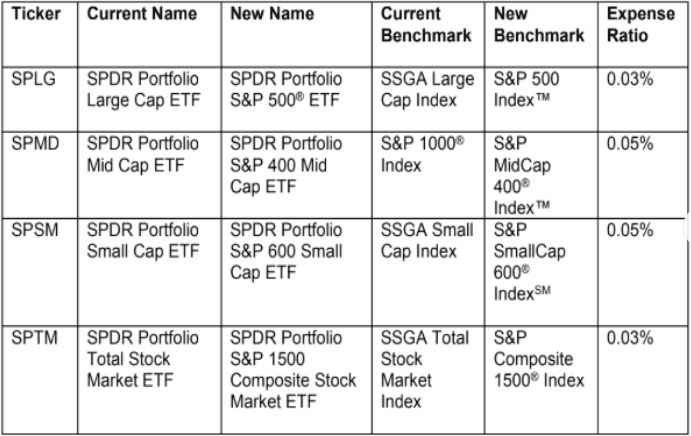 Ticker Current Name New Name Current Benchmark New Benchmark Expense Ratio
SPLG SPDR Portfolio Large Cap ETF SPDR Portfolio S&P 500® ETF SSGA Large Cap Index S&P 500 Index™ 0.03%
SPMD SPDR Portfolio Mid Cap ETF SPDR Portfolio S&P 400 Mid Cap ETF S&P 1000® Index S&P MidCap 400® Index™ 0.05%
SPSM SPDR Portfolio Small Cap ETF SPDR Portfolio S&P 600 Small Cap ETF SSGA Small Cap Index S&P SmallCap 600® Index℠ 0.05%
SPTM SPDR Portfolio Total Stock Market ETF SPDR Portfolio S&P 1500 Composite Stock Market ETF SSGA Total Stock Market Index S&P Composite 1500® Index 0.03%